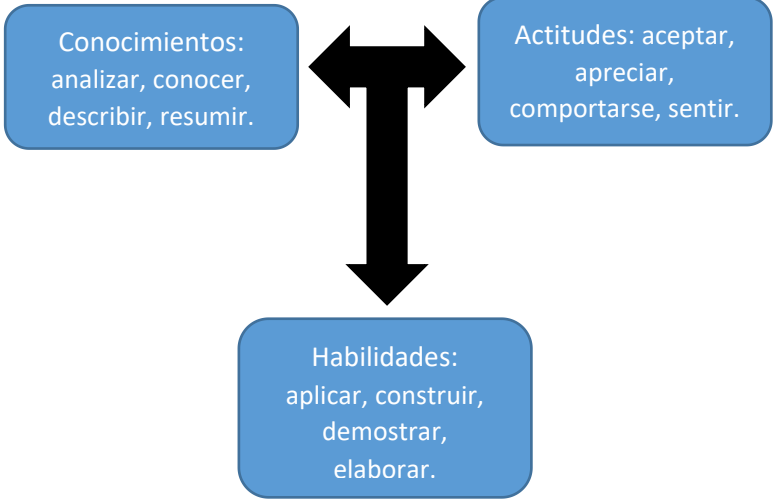 Conocimientos:
analizar, conocer,
describir, resumir.
Actitudes: aceptar,
apreciar,
comportarse, sentir.
Habilidades:
aplicar, construir,
demostrar,
elaborar.